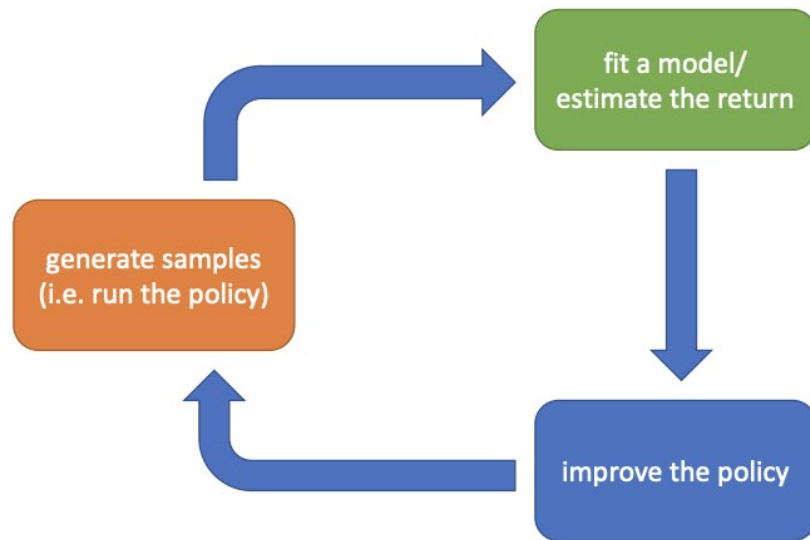 fit a model/
estimate the return
generate samples
(i.e. run the policy)
improve the policy